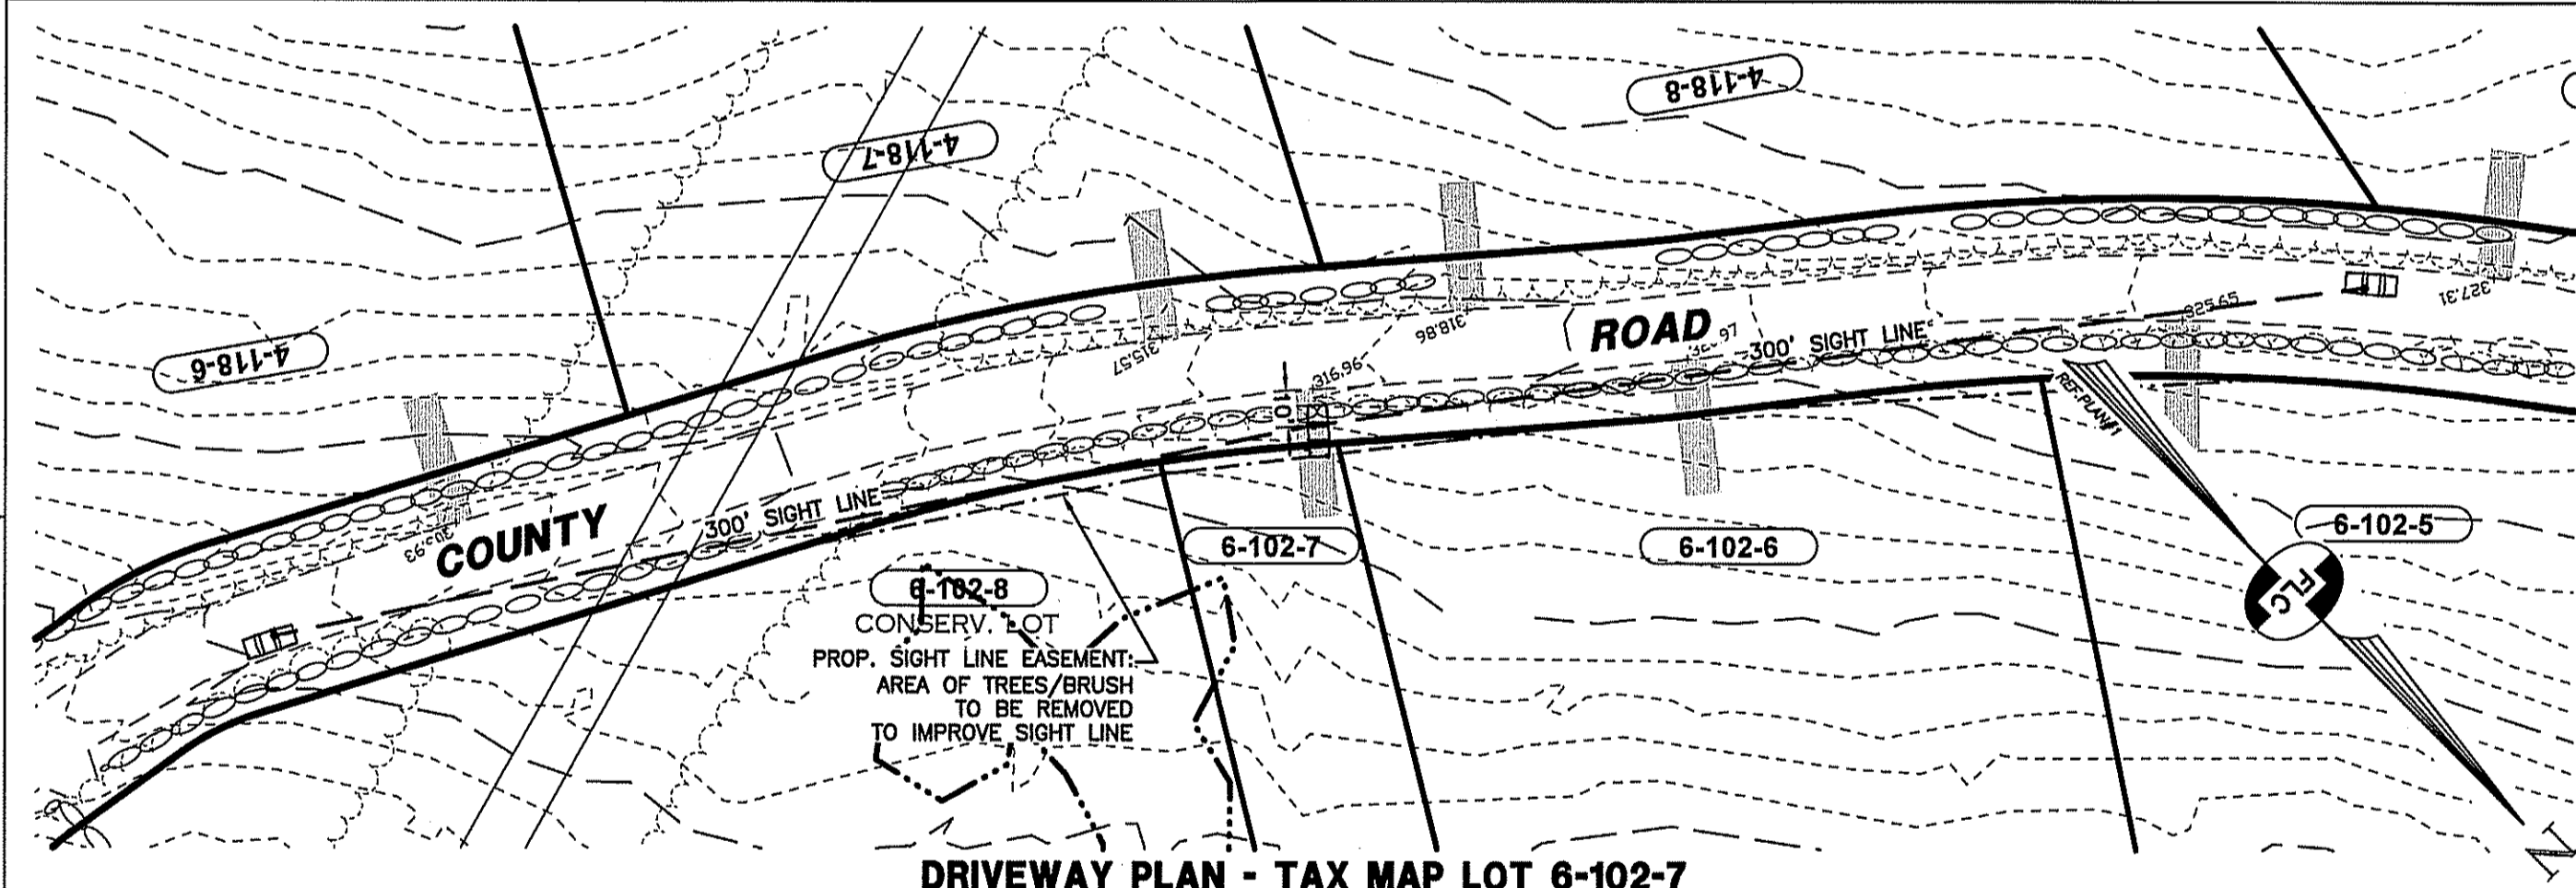 4-118-8
4-118-7
4-118-6
327.31
325.65
318.86
ROAD
300' SIGHT LINE
315.57
316.96
10'
REF.PLAN#1
COUNTY
300' SIGHT LINE
6-102-7
6-102-6
6-102-5
FLC
6-102-8
CONSERV. LOT
PROP. SIGHT LINE EASEMENT:
AREA OF TREES/BRUSH
TO BE REMOVED
TO IMPROVE SIGHT LINE
N
DRIVEWAY PLAN - TAX MAP LOT 6-102-7